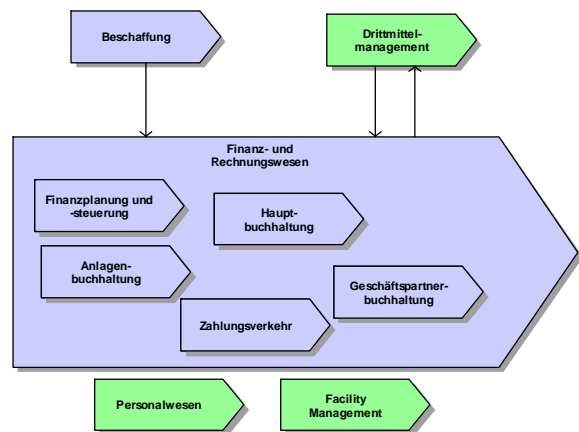 Beschaffung
Drittmittel-
management
Finanz- und
Rechnungswesen
Finanzplanung und
-steuerung
Haupt-
buchhaltung
Anlagen-
buchhaltung
Geschäftspartner-
buchhaltung
Zahlungsverkehr
Personalwesen
Facility
Management